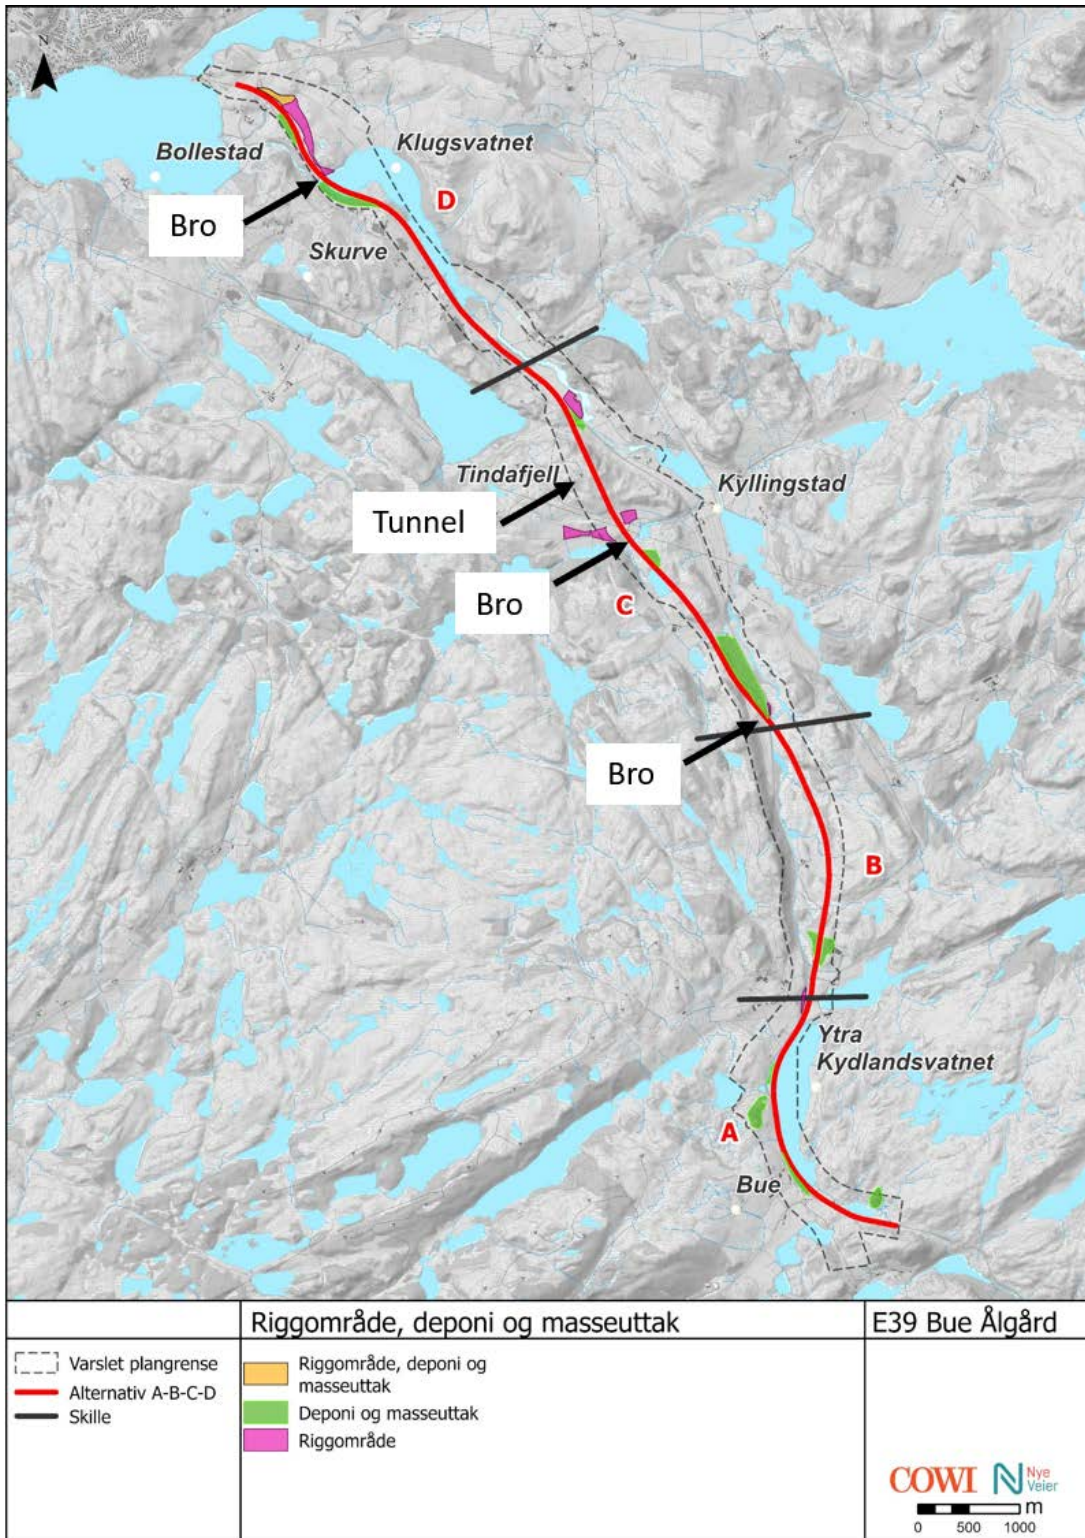 N
Bollestad
Klugsvatnet
D
Bro
Skurve
Tindafjell
Kyllingstad
Tunnel
Bro
C
Bro
B
Ytra
Kydlandsvatnet
A
Bue
Riggområde, deponi og masseuttak
E39 Bue Ålgård
Varslet plangrense
Alternativ A-B-C-D
Skille
Riggområde, deponi og
masseuttak
Deponi og masseuttak
Riggområde
COWI
Nye
Veier
m
0 500 1000